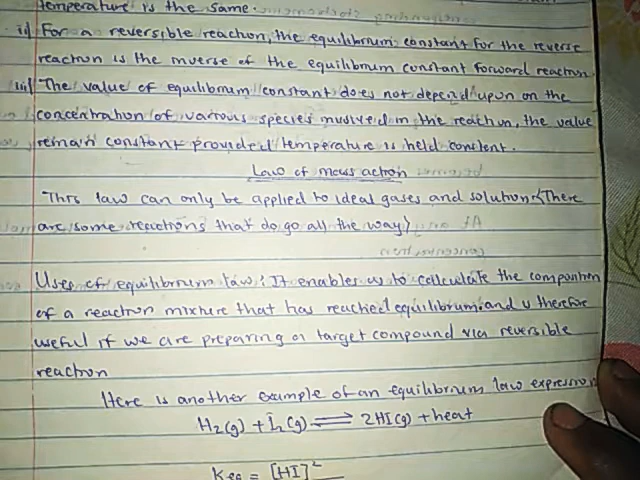 temperature is the same.
ii) For a reversible reaction, the equilibrium constant for the reverse
reaction is the inverse of the equilibrium constant forward reaction
iii) The value of equilibrium constant does not depend upon on the
concentration of various species involved in the reaction, the value
remain constant provided temperature is held constant.
Law of mass action
This law can only be applied to ideal gases and solution (There
are some reactions that do go all the way)
Uses of equilibrium law: It enables us to calculate the composition
of a reaction mixture that has reached equilibrium and is therefore
useful if we are preparing a target compound via reversible
reaction
Here is another example of an equilibrium law expression
H₂(g) + I₂(g) ⇌ 2HI(g) + heat
Keq = [HI]²